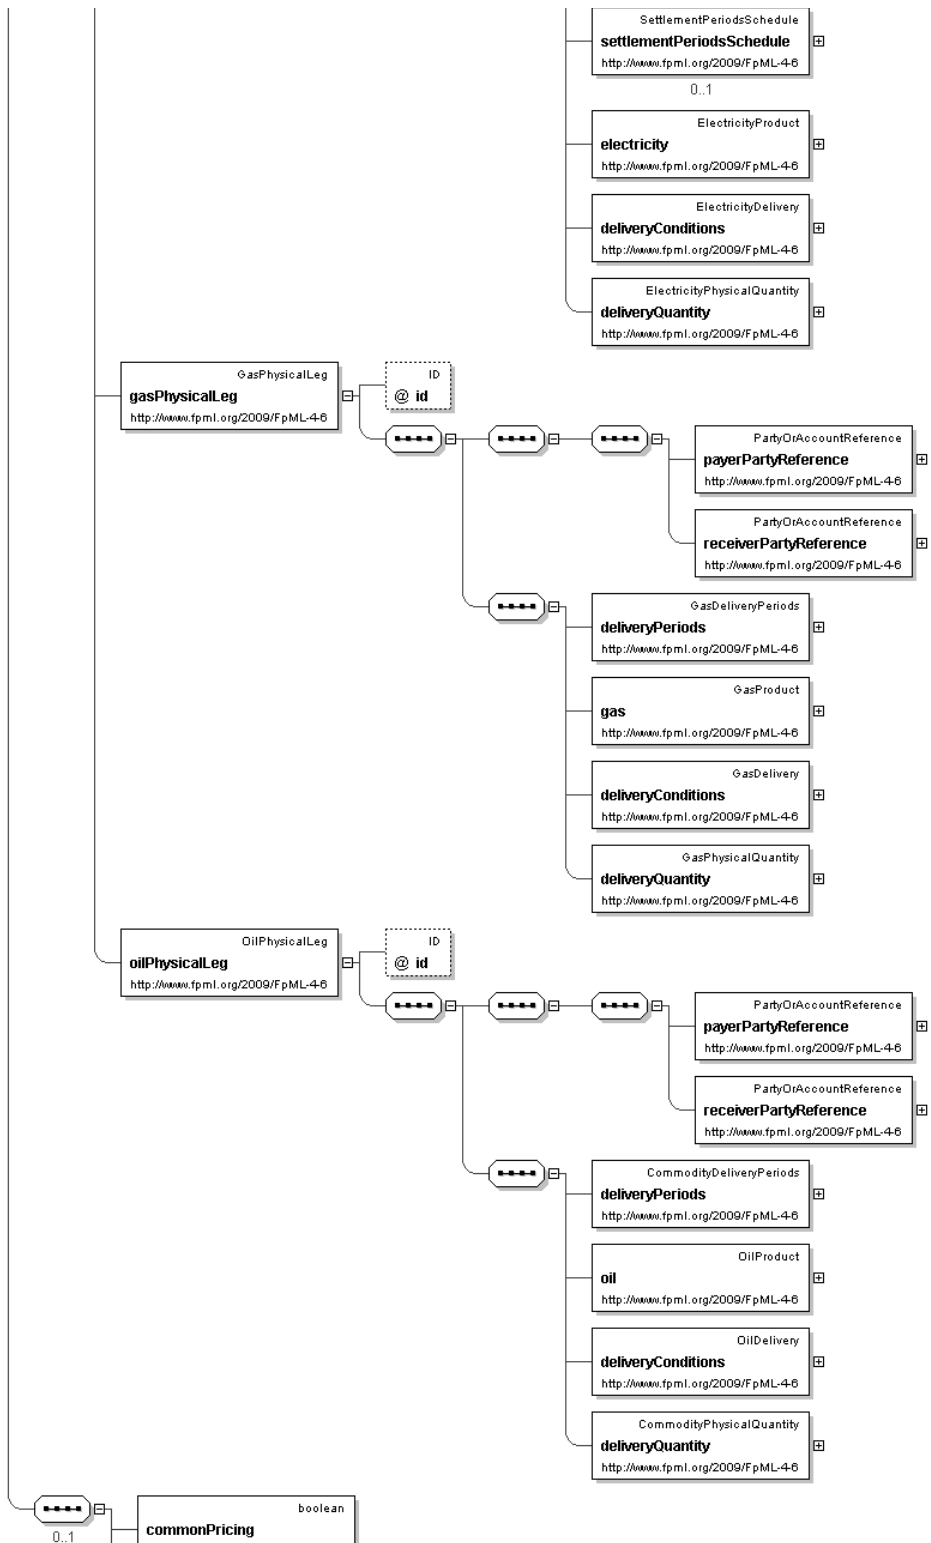 SettlementPeriodsSchedule
settlementPeriodsSchedule
http://www.fpml.org/2009/FpML-4-6
0..1
ElectricityProduct
electricity
http://www.fpml.org/2009/FpML-4-6
ElectricityDelivery
deliveryConditions
http://www.fpml.org/2009/FpML-4-6
ElectricityPhysicalQuantity
deliveryQuantity
http://www.fpml.org/2009/FpML-4-6
GasPhysicalLeg
gasPhysicalLeg
http://www.fpml.org/2009/FpML-4-6
ID
@ id
PartyOrAccountReference
payerPartyReference
http://www.fpml.org/2009/FpML-4-6
PartyOrAccountReference
receiverPartyReference
http://www.fpml.org/2009/FpML-4-6
GasDeliveryPeriods
deliveryPeriods
http://www.fpml.org/2009/FpML-4-6
GasProduct
gas
http://www.fpml.org/2009/FpML-4-6
GasDelivery
deliveryConditions
http://www.fpml.org/2009/FpML-4-6
GasPhysicalQuantity
deliveryQuantity
http://www.fpml.org/2009/FpML-4-6
OilPhysicalLeg
oilPhysicalLeg
http://www.fpml.org/2009/FpML-4-6
ID
@ id
PartyOrAccountReference
payerPartyReference
http://www.fpml.org/2009/FpML-4-6
PartyOrAccountReference
receiverPartyReference
http://www.fpml.org/2009/FpML-4-6
CommodityDeliveryPeriods
deliveryPeriods
http://www.fpml.org/2009/FpML-4-6
OilProduct
oil
http://www.fpml.org/2009/FpML-4-6
OilDelivery
deliveryConditions
http://www.fpml.org/2009/FpML-4-6
CommodityPhysicalQuantity
deliveryQuantity
http://www.fpml.org/2009/FpML-4-6
0..1
boolean
commonPricing